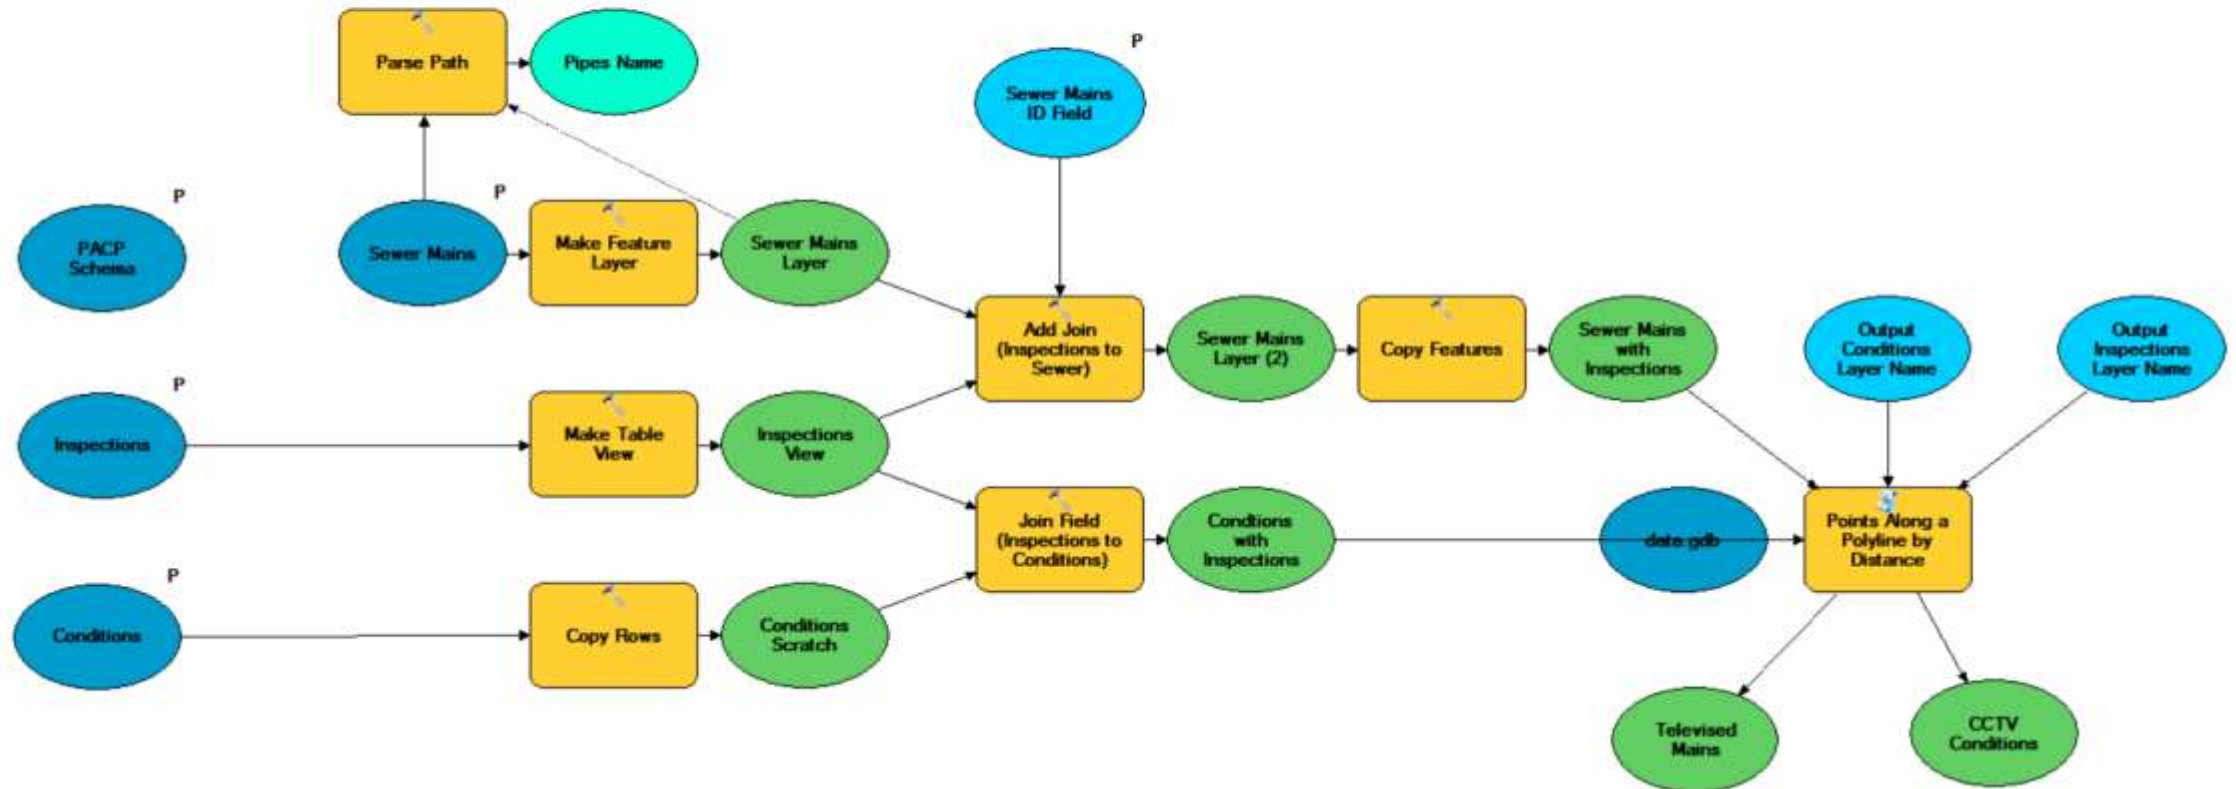 Parse Path
Pipes Name
P
Sewer Mains
ID Field
P
PACP
Schema
P
Sewer Mains
Make Feature
Layer
Sewer Mains
Layer
Add Join
(Inspections to
Sewer)
Sewer Mains
Layer (2)
Copy Features
Sewer Mains
with
Inspections
Output
Conditions
Layer Name
Output
Inspections
Layer Name
P
Inspections
Make Table
View
Inspections
View
Join Field
(Inspections to
Conditions)
Condtions
with
Inspections
data.gdb
Points Along a
Polyline by
Distance
P
Conditions
Copy Rows
Conditions
Scratch
Televised
Mains
CCTV
Conditions